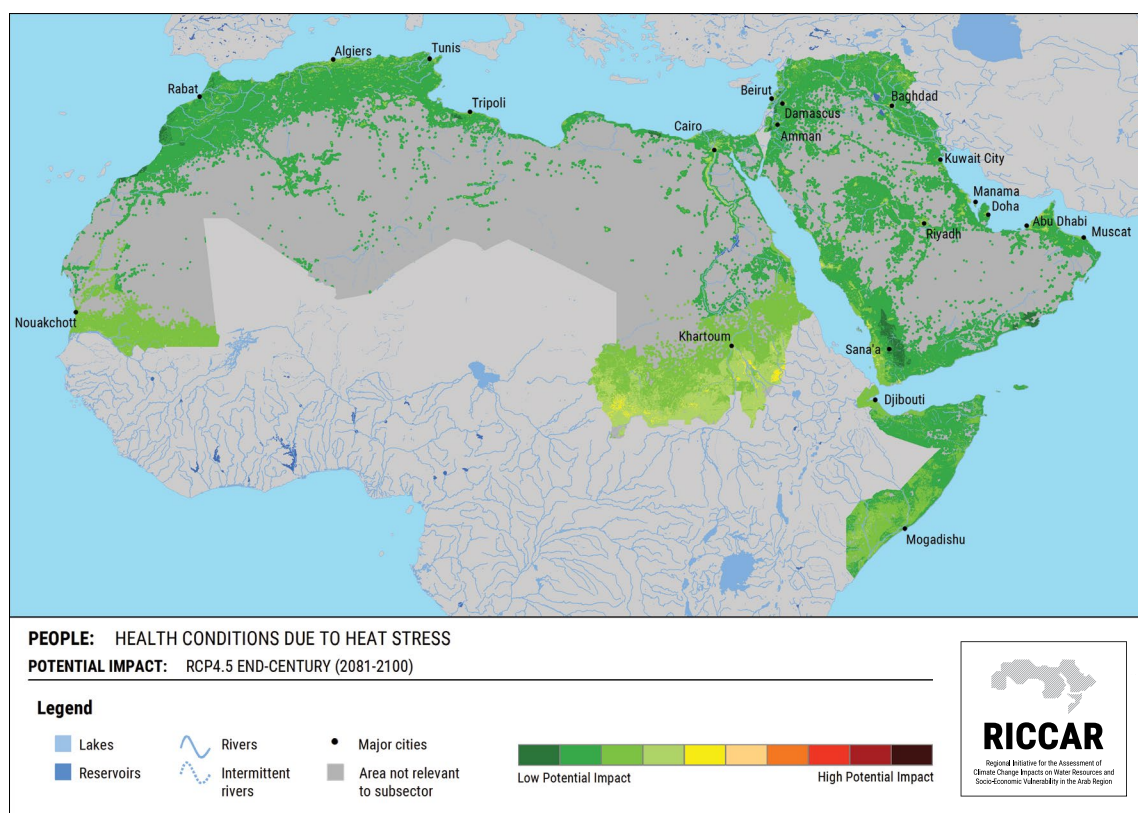 Algiers
Tunis
Rabat
Tripoli
Beirut
Baghdad
Damascus
Cairo
Amman
Kuwait City
Manama
Doha
Abu Dhabi
Riyadh
Muscat
Nouakchott
Khartoum
Sana'a
Djibouti
Mogadishu
PEOPLE: HEALTH CONDITIONS DUE TO HEAT STRESS
POTENTIAL IMPACT: RCP4.5 END-CENTURY (2081-2100)
Legend
Lakes
Rivers
Major cities
Reservoirs
Intermittent
rivers
Area not relevant
to subsector
Low Potential Impact
High Potential Impact
RICCAR
Regional Initiative for the Assessment of
Climate Change Impacts on Water Resources and
Socio-Economic Vulnerability in the Arab Region